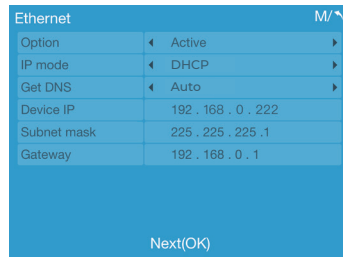 Ethernet M/
Option Active
IP mode DHCP
Get DNS Auto
Device IP 192 . 168 . 0 . 222
Subnet mask 225 . 225 . 225 .1
Gateway 192 . 168 . 0 . 1
Next(OK)